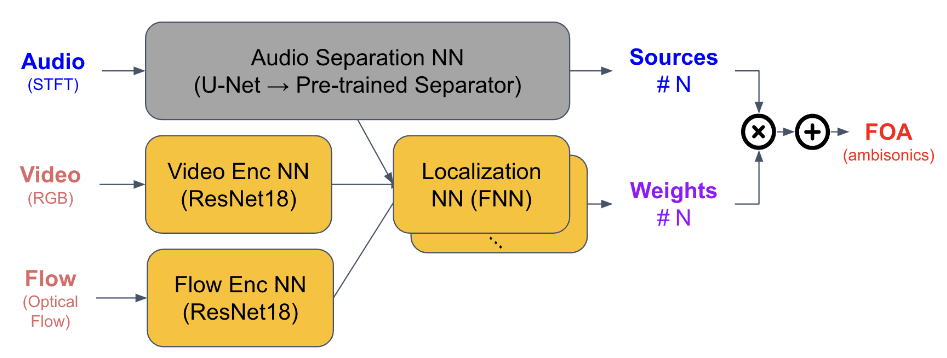 Audio
(STFT)
Audio Separation NN
(U-Net → Pre-trained Separator)
Sources
# N
Video
(RGB)
Video Enc NN
(ResNet18)
Localization
NN (FNN)
...
Weights
# N
FOA
(ambisonics)
Flow
(Optical
Flow)
Flow Enc NN
(ResNet18)